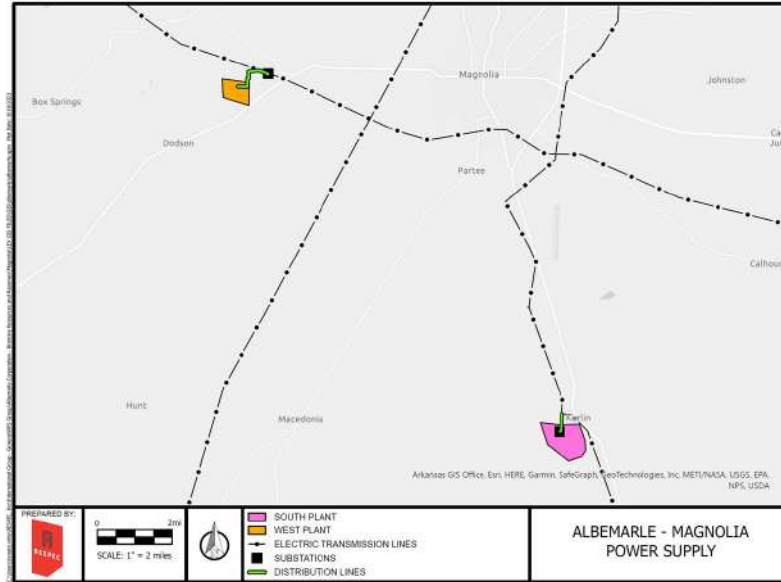 Magnolia
Johnston
Box Springs
Dodson
Partee
Calhoun
Hunt
Macedonia
Kerlin
Arkansas GIS Office, Esri, HERE, Garmin, SafeGraph, GeoTechnologies, Inc, METI/NASA, USGS, EPA,
NPS, USDA
PREPARED BY:
0 2mi
SCALE: 1" = 2 miles
SOUTH PLANT
WEST PLANT
ELECTRIC TRANSMISSION LINES
SUBSTATIONS
DISTRIBUTION LINES
ALBEMARLE - MAGNOLIA
POWER SUPPLY